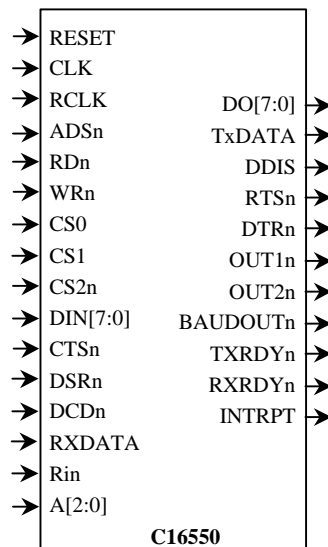 RESET
CLK
RCLK
ADSn
RDn
WRn
CS0
CS1
CS2n
DIN[7:0]
CTSn
DSRn
DCDn
RXDATA
Rin
A[2:0]
DO[7:0]
TxDATA
DDIS
RTSn
DTRn
OUT1n
OUT2n
BAUDOUTn
TXRDYn
RXRDYn
INTRPT
C16550